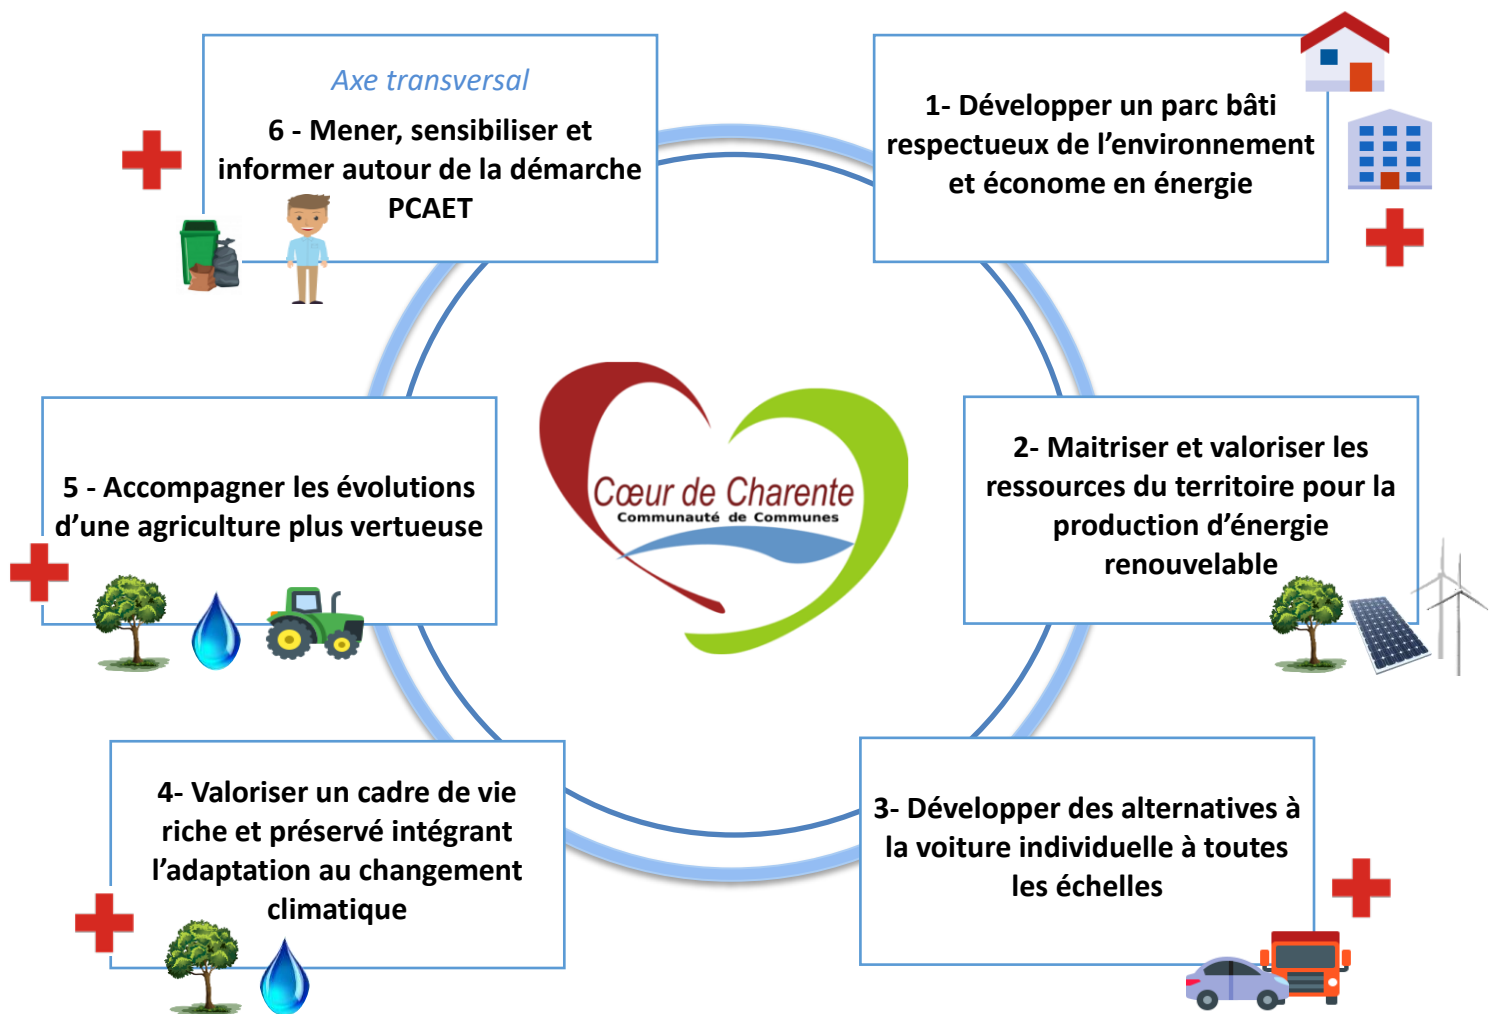 Axe transversal
6 - Mener, sensibiliser et
informer autour de la démarche
PCAET
1- Développer un parc bâti
respectueux de l’environnement
et économe en énergie
2- Maitriser et valoriser les
ressources du territoire pour la
production d’énergie
renouvelable
3- Développer des alternatives à
la voiture individuelle à toutes
les échelles
4- Valoriser un cadre de vie
riche et préservé intégrant
l’adaptation au changement
climatique
5 - Accompagner les évolutions
d’une agriculture plus vertueuse
Cœur de Charente
Communauté de Communes